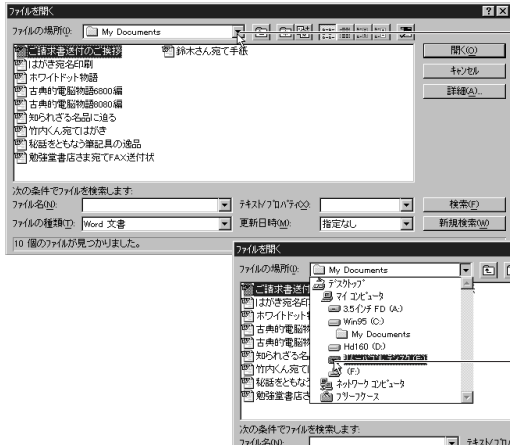 ファイルを開く
ファイルの場所(I): My Documents
ご請求書送付のご挨拶
はがき宛名印刷
ホワイトドット物語
古典的電脳物語6800編
古典的電脳物語8080編
知られざる名品に迫る
竹内くん宛てはがき
秘話をともなう筆記具の逸品
勉強堂書店さま宛てFAX送付状
鈴木さん宛て手紙
開く(O)
キャンセル
詳細(A)...
次の条件でファイルを検索します:
ファイル名(N): テキスト/プロパティ(X): 検索(F)
ファイルの種類(T): Word 文書 更新日時(M): 指定なし 新規検索(W)
10 個のファイルが見つかりました。
ファイルを開く
ファイルの場所(I): My Documents
ご請求書送付
はがき宛名印
ホワイトドット
古典的電脳物
古典的電脳物
知られざる名
竹内くん宛て
秘話をともな
勉強堂書店さ
デスクトップ
マイ コンピュータ
3.5インチ FD (A:)
Win95 (C:)
My Documents
Hd160 (D:)
(F:)
ネットワーク コンピュータ
ブリーフケース
次の条件でファイルを検索します:
ファイル名(N): テキスト/プロパ